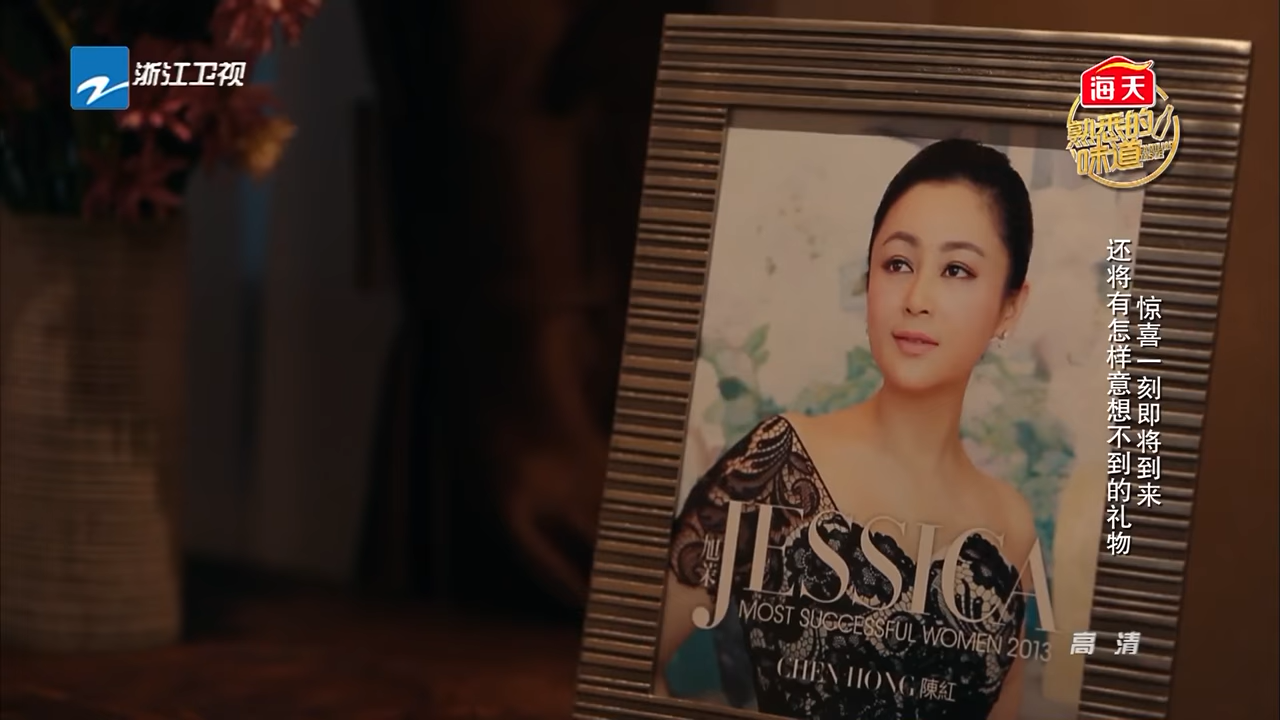 浙江卫视
海天
熟悉的
味道
惊喜一刻即将到来
还将有怎样意想不到的礼物
旭茉
JESSICA
MOST SUCCESSFUL WOMEN 2013
CHEN HONG 陳紅
高清